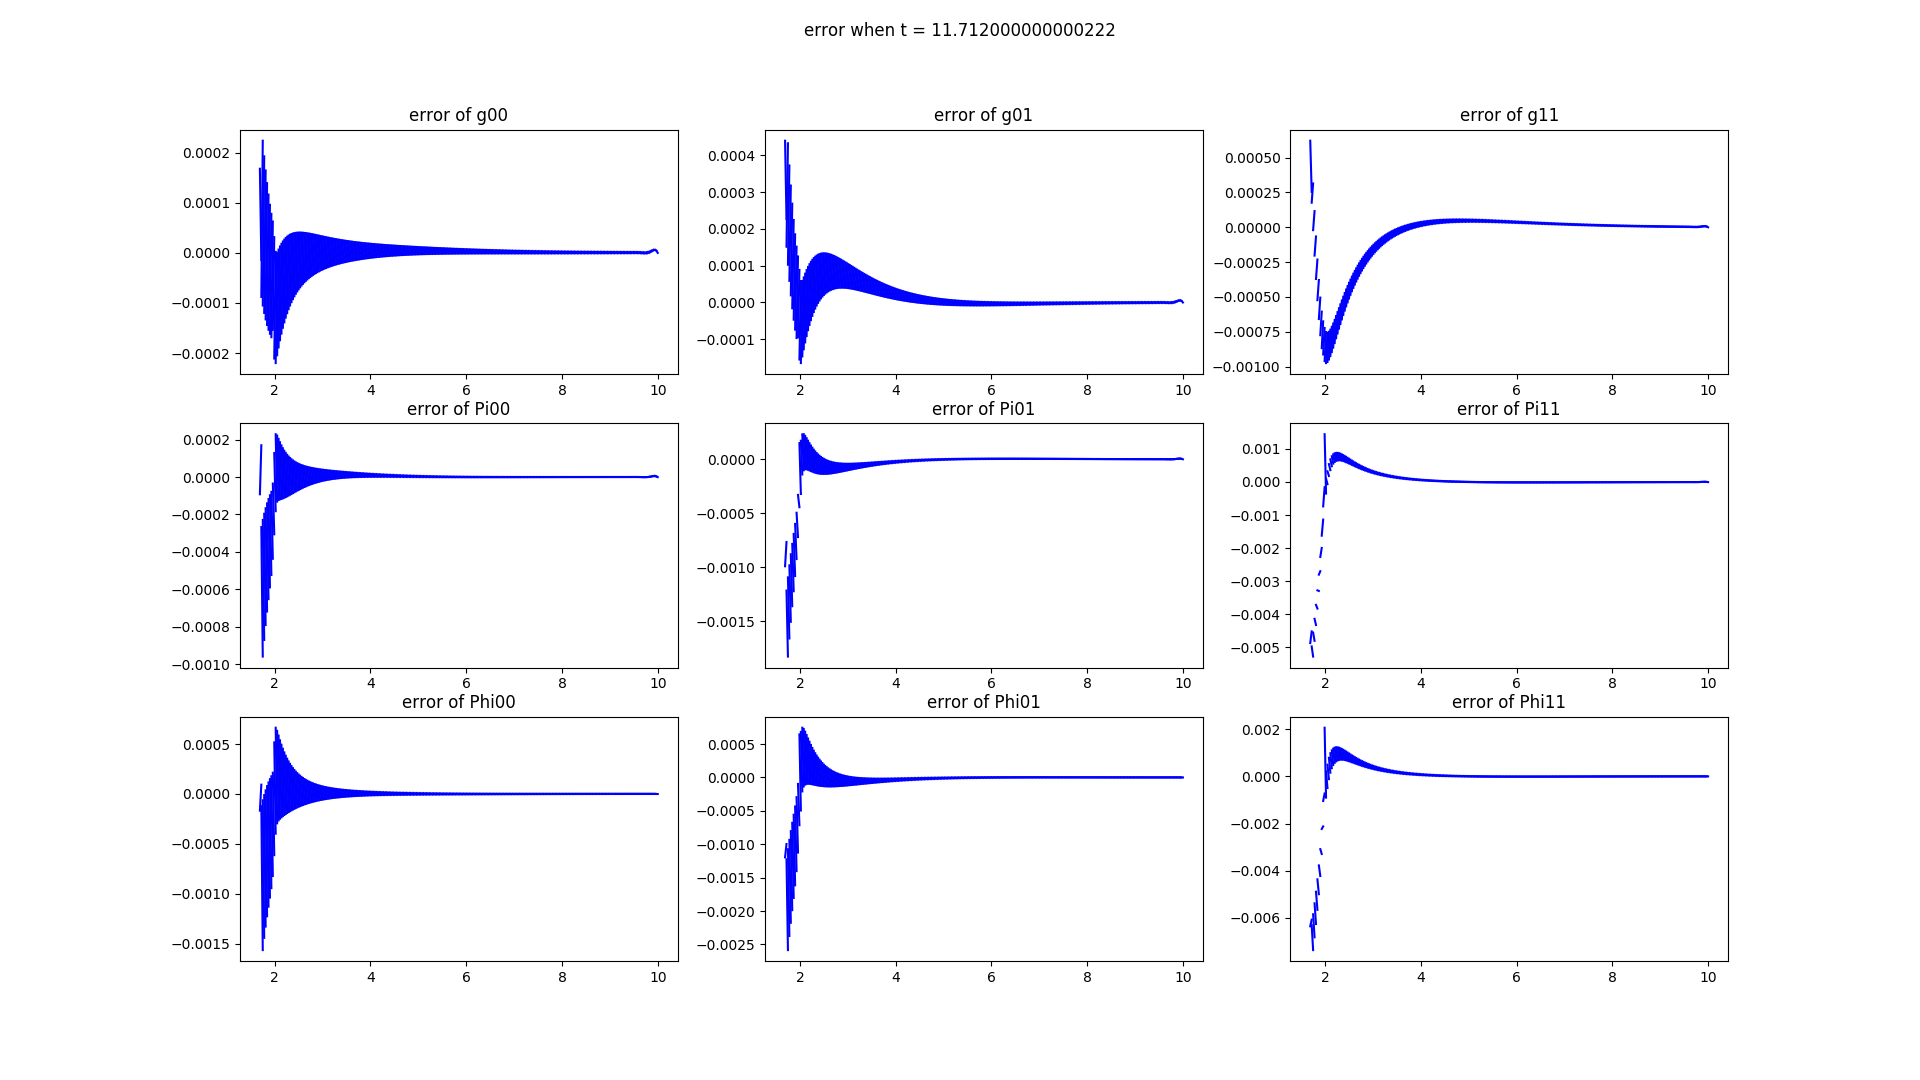 error when t = 11.712000000000222
error of g00
error of g01
error of g11
0.0002
0.0001
0.0000
−0.0001
−0.0002
2 4 6 8 10
0.0004
0.0003
0.0002
0.0001
0.0000
−0.0001
2 4 6 8 10
0.00050
0.00025
0.00000
−0.00025
−0.00050
−0.00075
−0.00100
2 4 6 8 10
error of Pi00
error of Pi01
error of Pi11
0.0002
0.0000
−0.0002
−0.0004
−0.0006
−0.0008
−0.0010
2 4 6 8 10
0.0000
−0.0005
−0.0010
−0.0015
2 4 6 8 10
0.001
0.000
−0.001
−0.002
−0.003
−0.004
−0.005
2 4 6 8 10
error of Phi00
error of Phi01
error of Phi11
0.0005
0.0000
−0.0005
−0.0010
−0.0015
2 4 6 8 10
0.0005
0.0000
−0.0005
−0.0010
−0.0015
−0.0020
−0.0025
2 4 6 8 10
0.002
0.000
−0.002
−0.004
−0.006
2 4 6 8 10